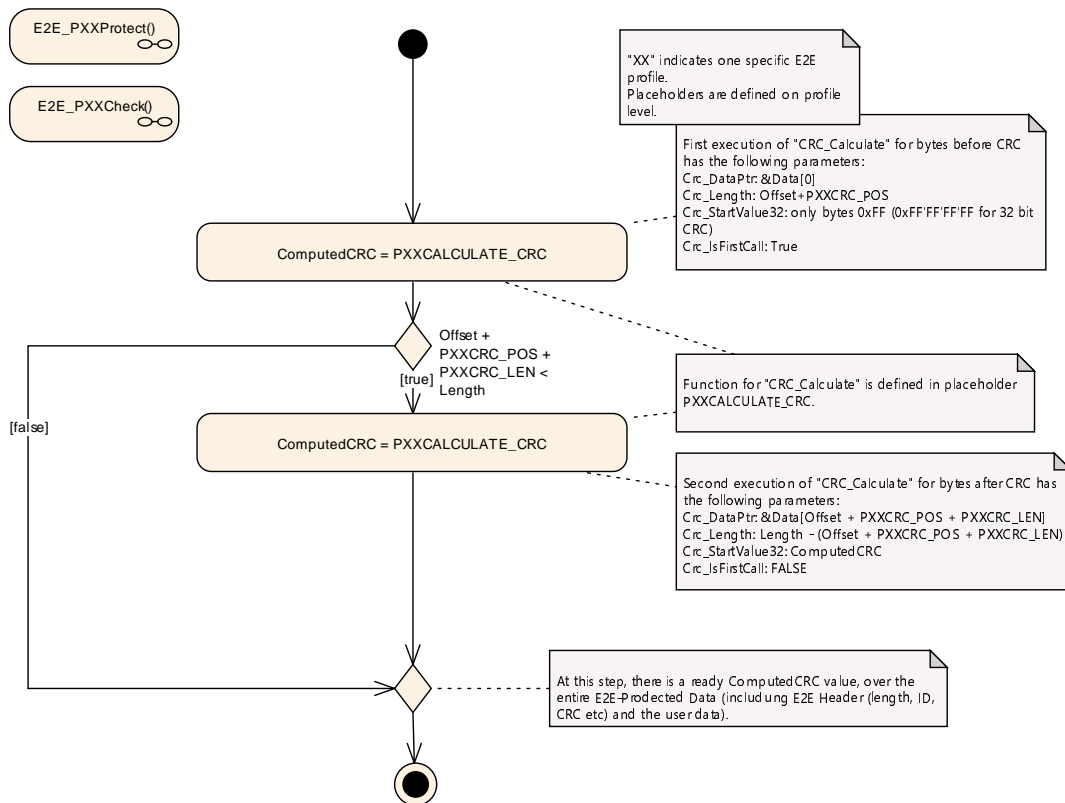 E2E_PXXProtect()
E2E_PXXCheck()
"XX" indicates one specific E2E
profile.
Placeholders are defined on profile
level.
First execution of "CRC_Calculate" for bytes before CRC
has the following parameters:
Crc_DataPtr: &Data[0]
Crc_Length: Offset+PXXCRC_POS
Crc_StartValue32: only bytes 0xFF (0xFF'FF'FF'FF for 32 bit
CRC)
Crc_IsFirstCall: True
ComputedCRC = PXXCALCULATE_CRC
Offset +
PXXCRC_POS +
PXXCRC_LEN <
Length
[true]
[false]
Function for "CRC_Calculate" is defined in placeholder
PXXCALCULATE_CRC.
ComputedCRC = PXXCALCULATE_CRC
Second execution of "CRC_Calculate" for bytes after CRC has
the following parameters:
Crc_DataPtr: &Data[Offset + PXXCRC_POS + PXXCRC_LEN]
Crc_Length: Length - (Offset + PXXCRC_POS + PXXCRC_LEN)
Crc_StartValue32: ComputedCRC
Crc_IsFirstCall: FALSE
At this step, there is a ready ComputedCRC value, over the
entire E2E-Prodected Data (incluidung E2E Header (length, ID,
CRC etc) and the user data).